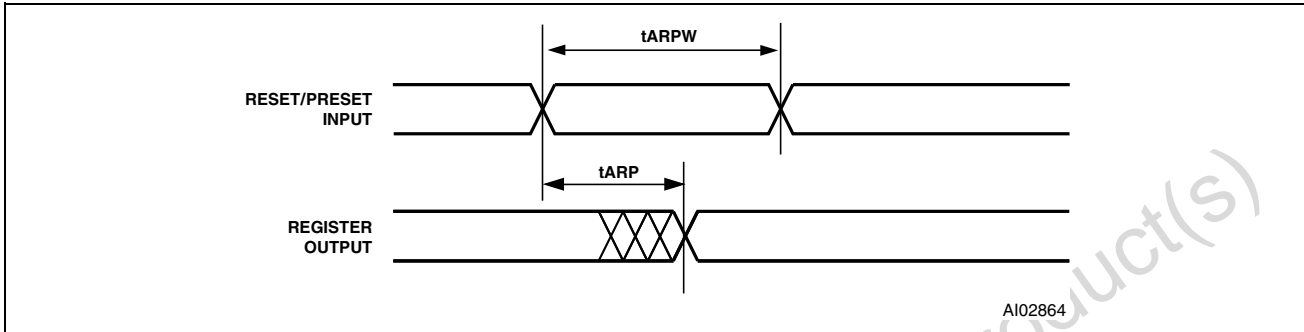 tARPW
RESET/PRESET
INPUT
tARP
REGISTER
OUTPUT
AI02864